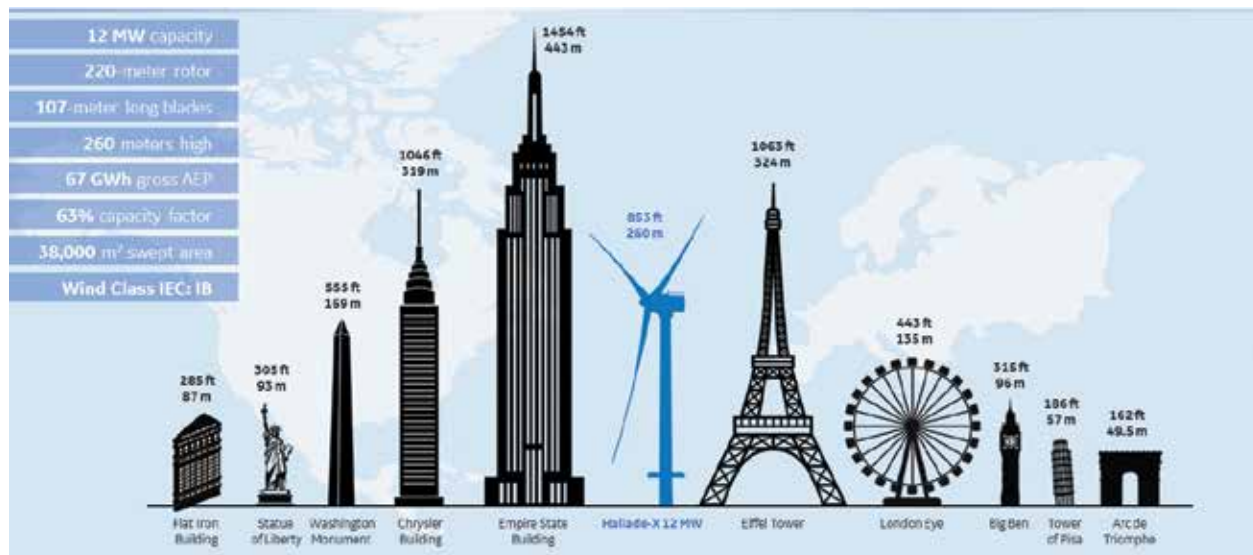 12 MW capacity
220-meter rotor
107-meter long blades
260 meters high
67 GWh gross AEP
63% capacity factor
38,000 m² swept area
Wind Class IEC: IB
285 ft
87 m
305 ft
93 m
555 ft
169 m
1046 ft
319 m
1454 ft
443 m
853 ft
260 m
1063 ft
324 m
443 ft
135 m
315 ft
96 m
186 ft
57 m
162 ft
49.5 m
Flat Iron
Building
Statue
of Liberty
Washington
Monument
Chrysler
Building
Empire State
Building
Haliade-X 12 MW
Eiffel Tower
London Eye
Big Ben
Tower
of Pisa
Arc de
Triomphe